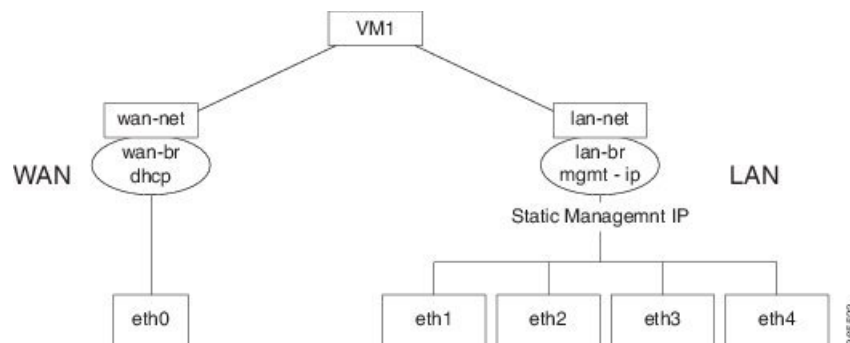 VM1
wan-net
lan-net
WAN
wan-br
dhcp
lan-br
mgmt - ip
LAN
Static Managemnt IP
eth0
eth1
eth2
eth3
eth4